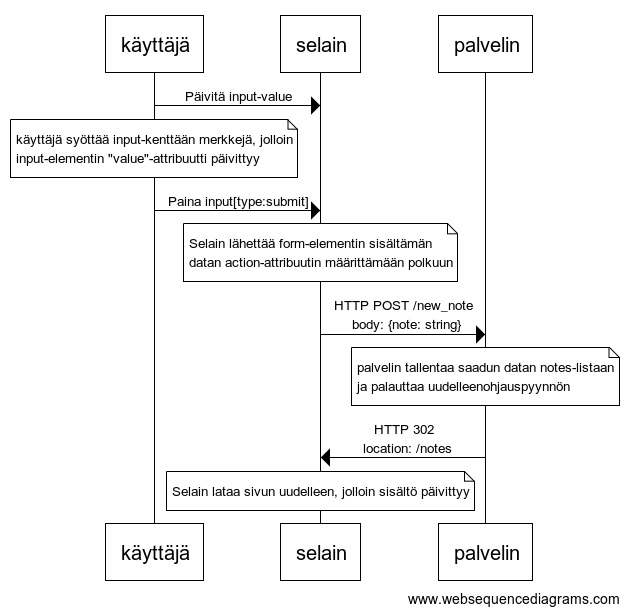 käyttäjä selain palvelin
Päivitä input-value
käyttäjä syöttää input-kenttään merkkejä, jolloin
input-elementin "value"-attribuutti päivittyy
Paina input[type:submit]
Selain lähettää form-elementin sisältämän
datan action-attribuutin määrittämään polkuun
HTTP POST /new_note
body: {note: string}
palvelin tallentaa saadun datan notes-listaan
ja palauttaa uudelleenohjauspyynnön
HTTP 302
location: /notes
Selain lataa sivun uudelleen, jolloin sisältö päivittyy
käyttäjä selain palvelin
www.websequencediagrams.com